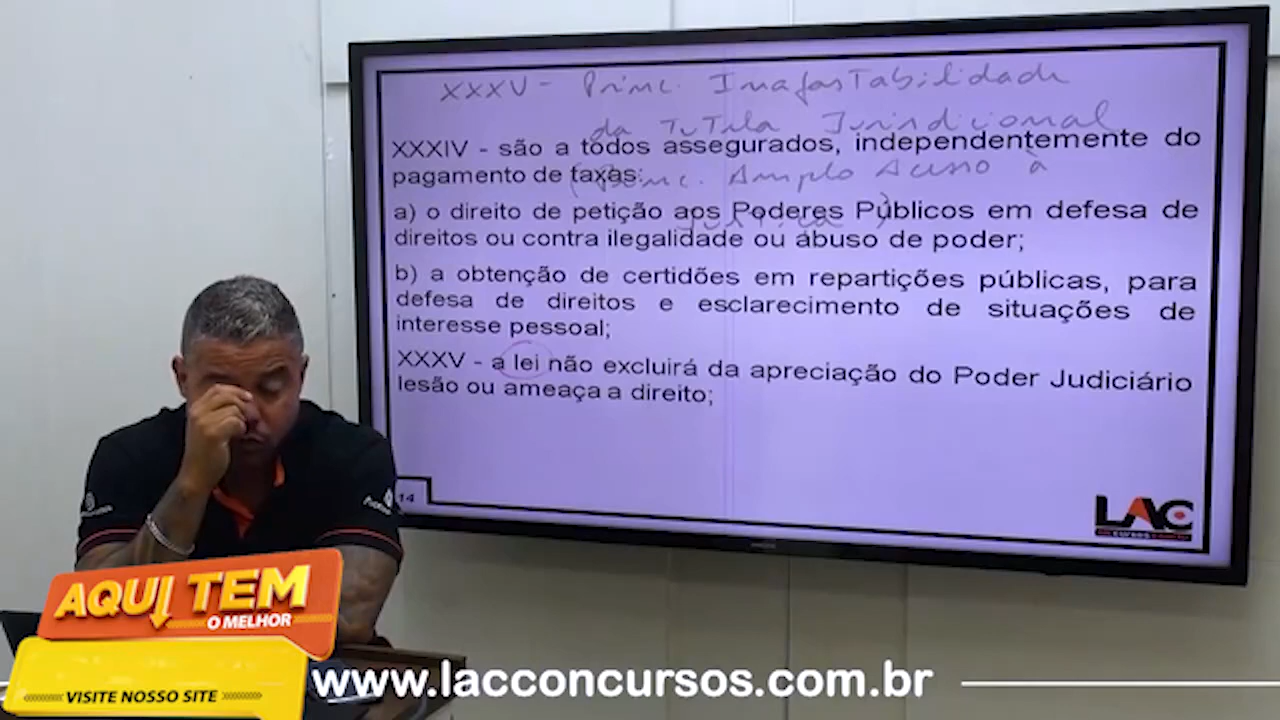 XXXV - Princ. Inafastabilidade
da Tutela Jurisdicional
XXXIV - são a todos assegurados, independentemente do
pagamento de taxas:
(Princ. Amplo Acesso à
Justiça)
a) o direito de petição aos Poderes Públicos em defesa de
direitos ou contra ilegalidade ou abuso de poder;
b) a obtenção de certidões em repartições públicas, para
defesa de direitos e esclarecimento de situações de
interesse pessoal;
XXXV - a lei não excluirá da apreciação do Poder Judiciário
lesão ou ameaça a direito;
14
LAC
CURSOS
AQUI TEM
O MELHOR
VISITE NOSSO SITE
www.lacconcursos.com.br